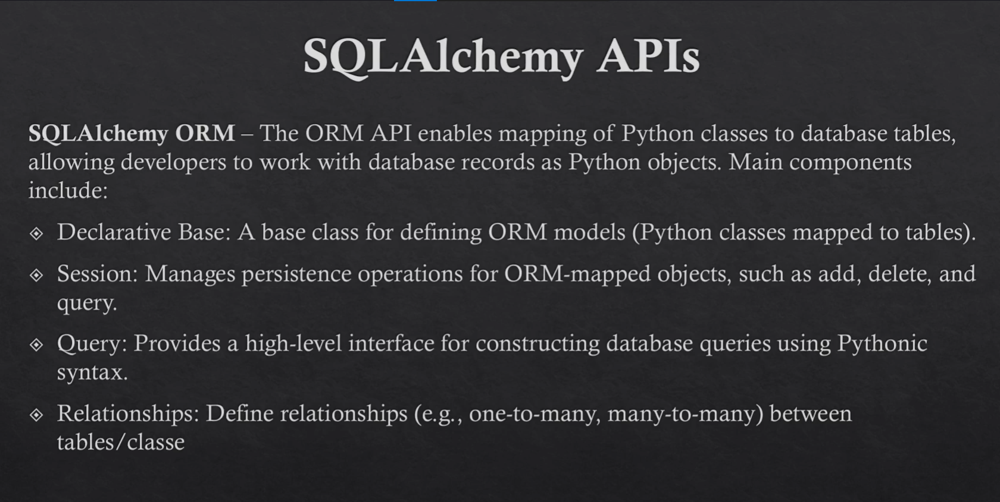 SQLAlchemy APIs
SQLAlchemy ORM – The ORM API enables mapping of Python classes to database tables,
allowing developers to work with database records as Python objects. Main components
include:
Declarative Base: A base class for defining ORM models (Python classes mapped to tables).
Session: Manages persistence operations for ORM-mapped objects, such as add, delete, and
query.
Query: Provides a high-level interface for constructing database queries using Pythonic
syntax.
Relationships: Define relationships (e.g., one-to-many, many-to-many) between
tables/classe